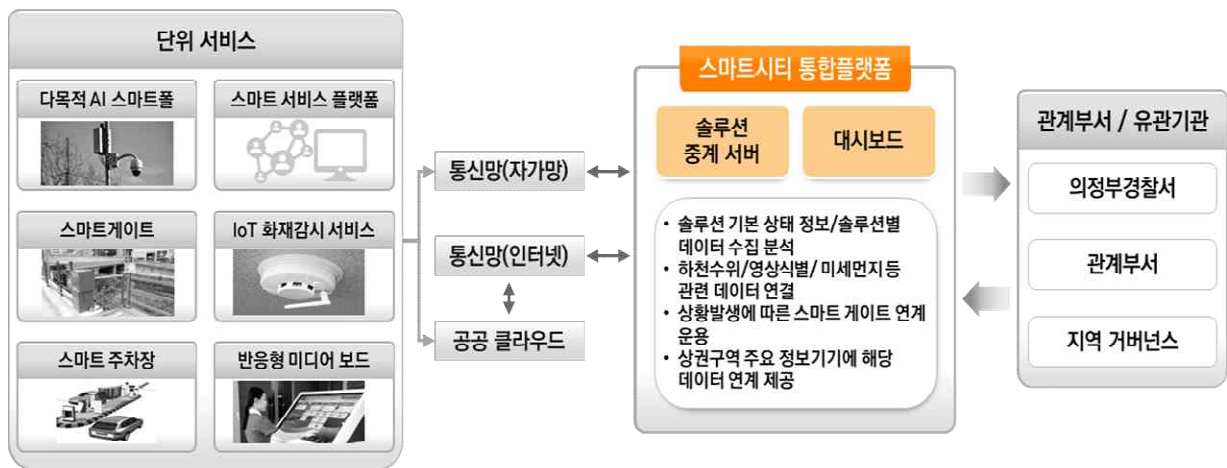 단위 서비스
다목적 AI 스마트폴
스마트 서비스 플랫폼
스마트게이트
IoT 화재감시 서비스
스마트 주차장
반응형 미디어 보드
통신망(자가망)
통신망(인터넷)
공공 클라우드
스마트시티 통합플랫폼
솔루션
중계 서버
대시보드
• 솔루션 기본 상태 정보/솔루션별
데이터 수집 분석
• 하천수위/영상식별/ 미세먼지 등
관련 데이터 연결
• 상황발생에 따른 스마트 게이트 연계
운용
• 상권구역 주요 정보기기에 해당
데이터 연계 제공
관계부서 / 유관기관
의정부경찰서
관계부서
지역 거버넌스